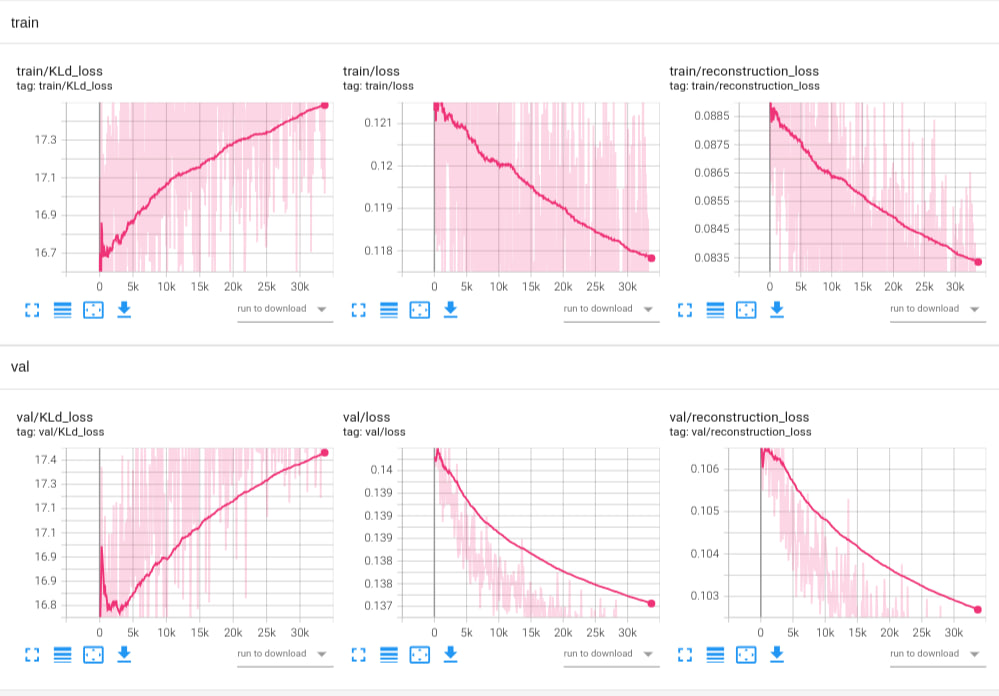 train
train/KLd_loss
tag: train/KLd_loss
17.3
17.1
16.9
16.7
0 5k 10k 15k 20k 25k 30k
run to download
train/loss
tag: train/loss
0.121
0.12
0.119
0.118
0 5k 10k 15k 20k 25k 30k
run to download
train/reconstruction_loss
tag: train/reconstruction_loss
0.0885
0.0875
0.0865
0.0855
0.0845
0.0835
0 5k 10k 15k 20k 25k 30k
run to download
val
val/KLd_loss
tag: val/KLd_loss
17.4
17.3
17.1
17.1
16.9
16.9
16.8
0 5k 10k 15k 20k 25k 30k
run to download
val/loss
tag: val/loss
0.14
0.139
0.139
0.139
0.138
0.138
0.137
0 5k 10k 15k 20k 25k 30k
run to download
val/reconstruction_loss
tag: val/reconstruction_loss
0.106
0.105
0.104
0.103
0 5k 10k 15k 20k 25k 30k
run to download